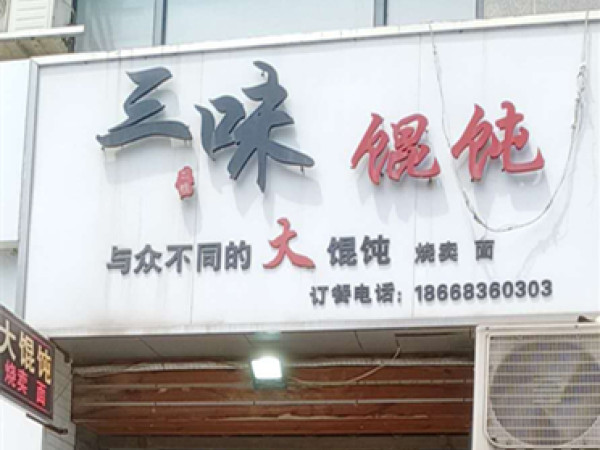 三味 馄饨
与众不同的大馄饨 烧卖 面
订餐电话：18668360303
大馄饨
烧卖 面